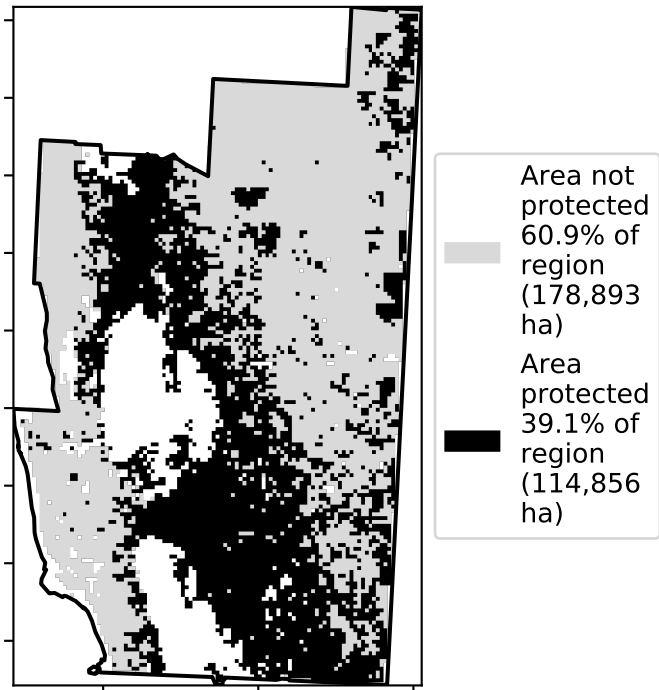 Area not
protected
60.9% of
region
(178,893
ha)
Area
protected
39.1% of
region
(114,856
ha)